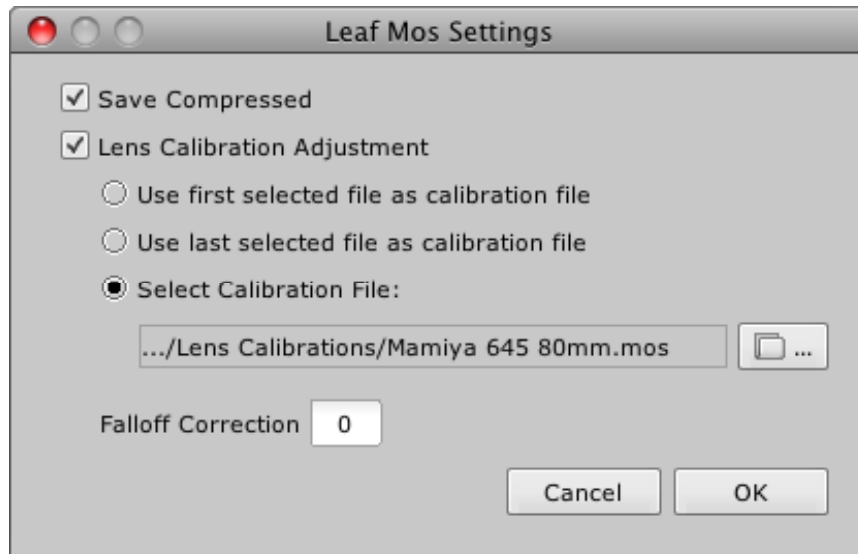 Leaf Mos Settings
Save Compressed
Lens Calibration Adjustment
Use first selected file as calibration file
Use last selected file as calibration file
Select Calibration File:
.../Lens Calibrations/Mamiya 645 80mm.mos ...
Falloff Correction 0
Cancel OK